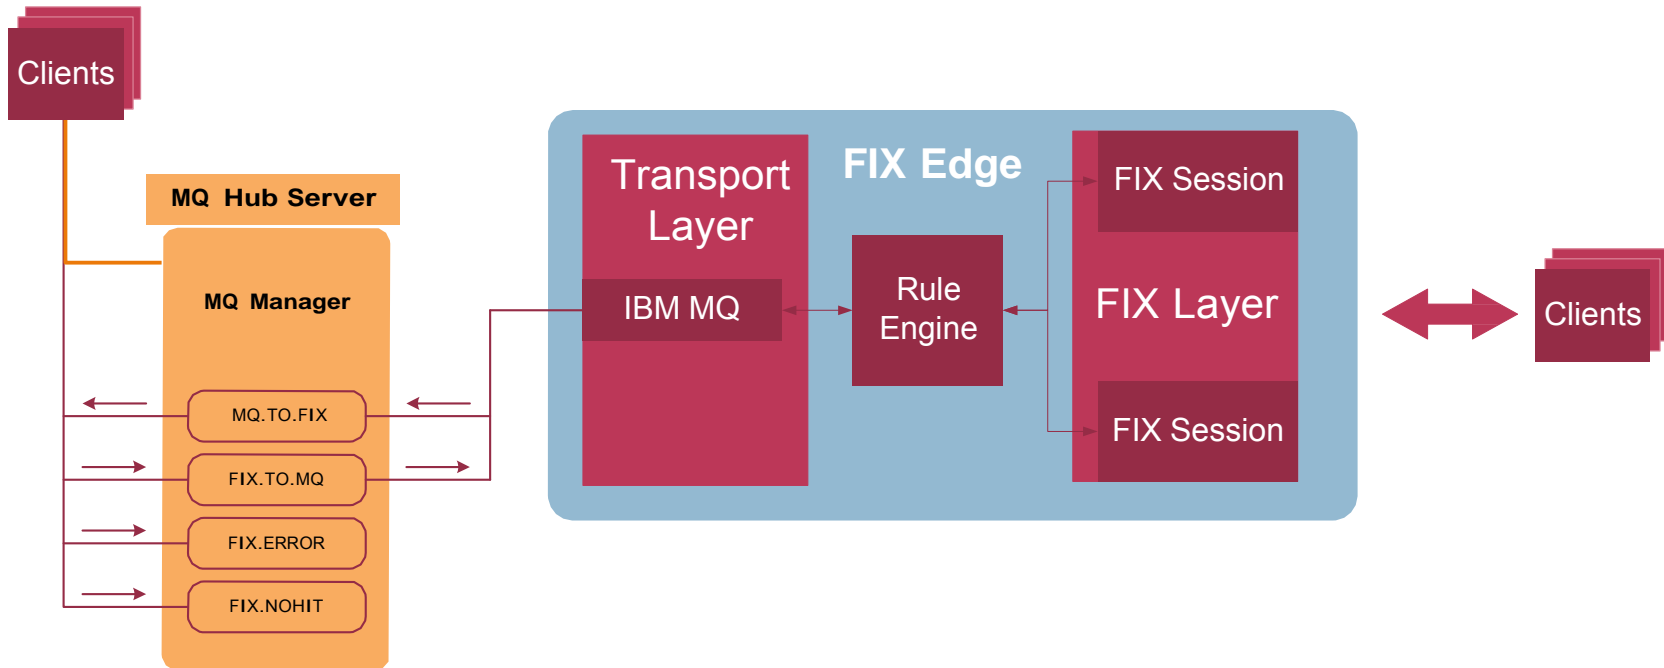 Clients
MQ Hub Server
MQ Manager
MQ.TO.FIX
FIX.TO.MQ
FIX.ERROR
FIX.NOHIT
Transport
Layer
IBM MQ
FIX Edge
Rule
Engine
FIX Session
FIX Layer
FIX Session
Clients